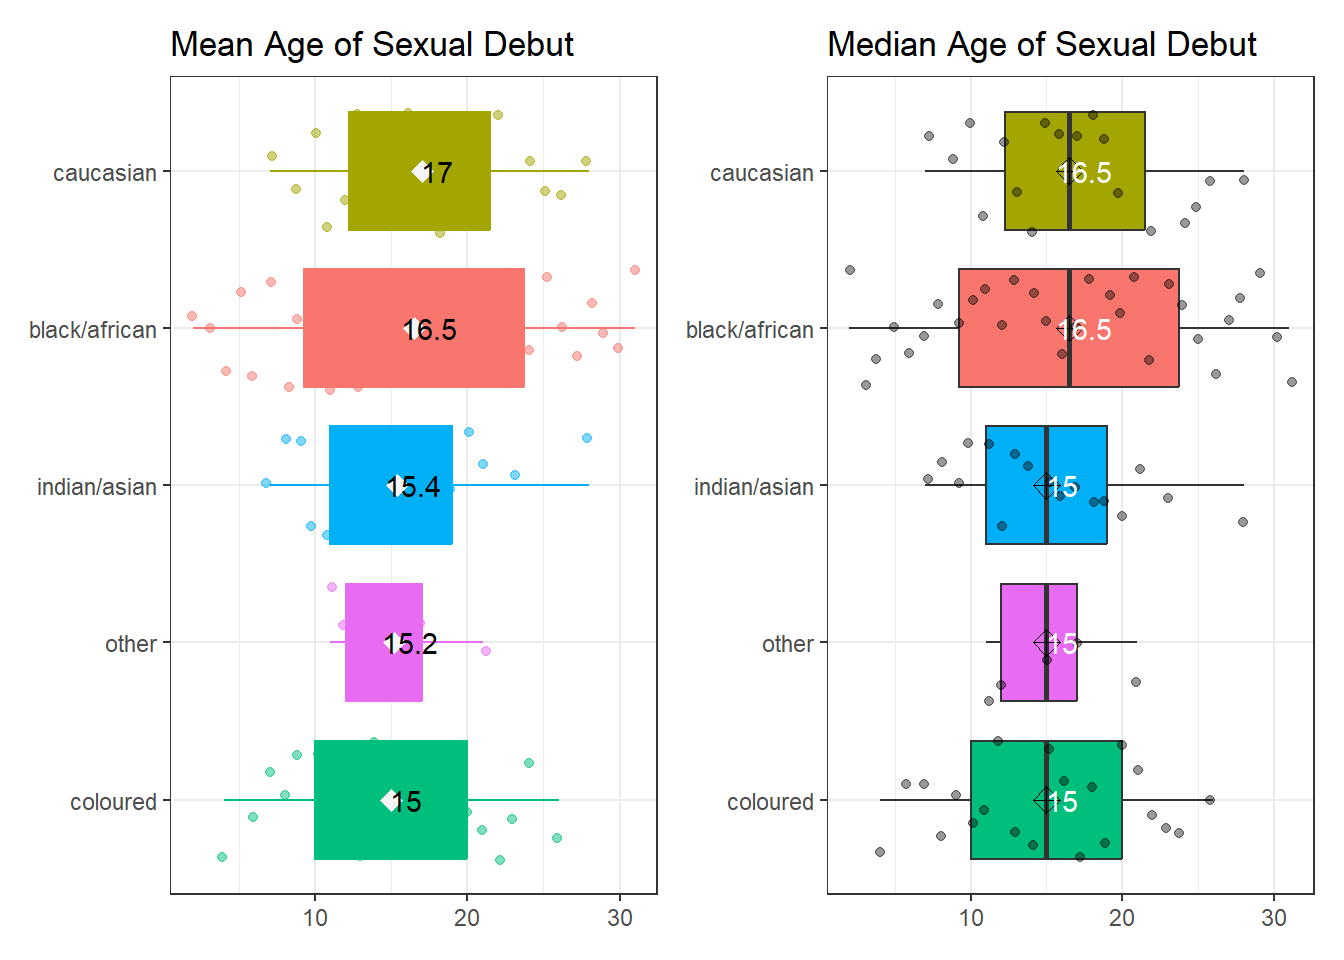 Mean Age of Sexual Debut
caucasian
17
black/african
16.5
indian/asian
15.4
other
15.2
coloured
15
10 20 30
Median Age of Sexual Debut
caucasian
16.5
black/african
16.5
indian/asian
15
other
15
coloured
15
10 20 30